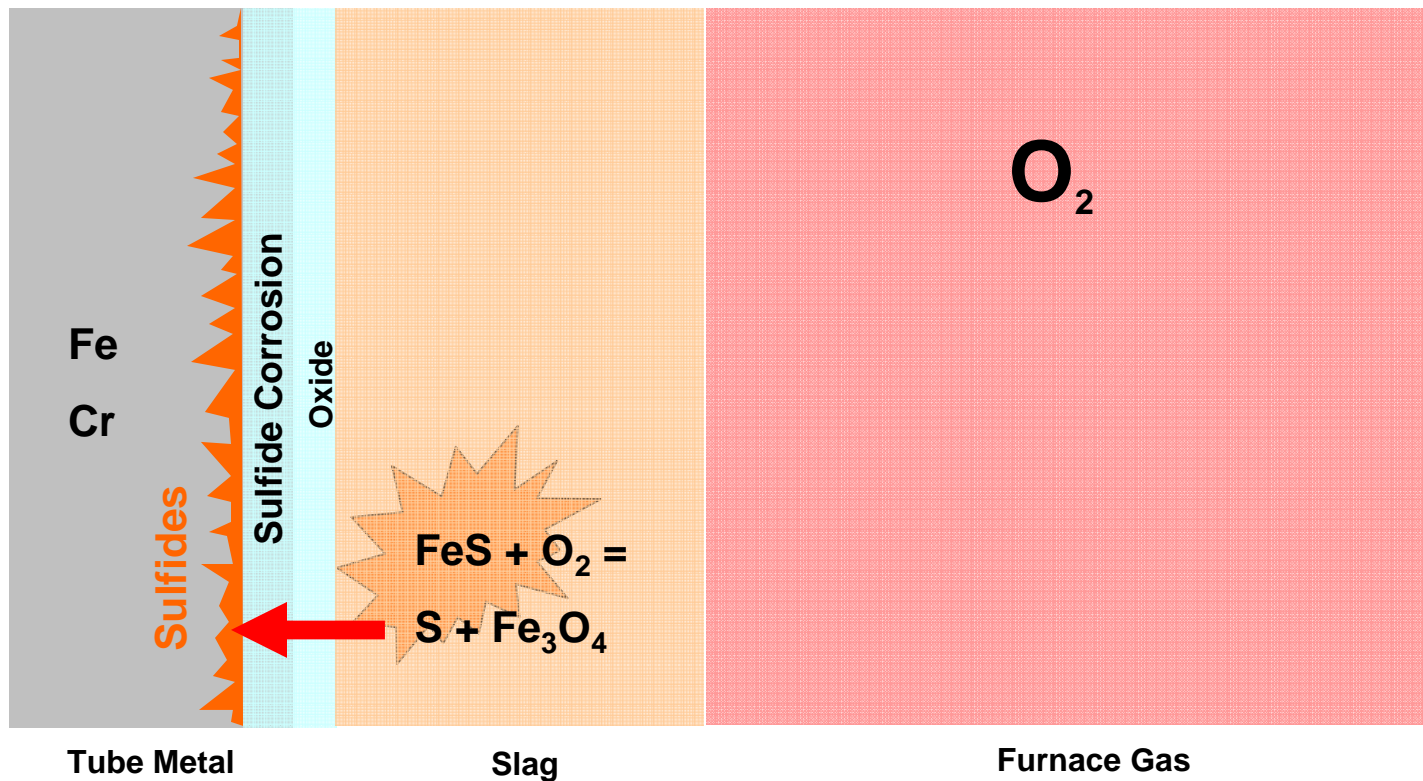 O₂
Fe
Cr
Sulfides
Sulfide Corrosion
Oxide
FeS + O₂ =
S + Fe₃O₄
Tube Metal
Slag
Furnace Gas